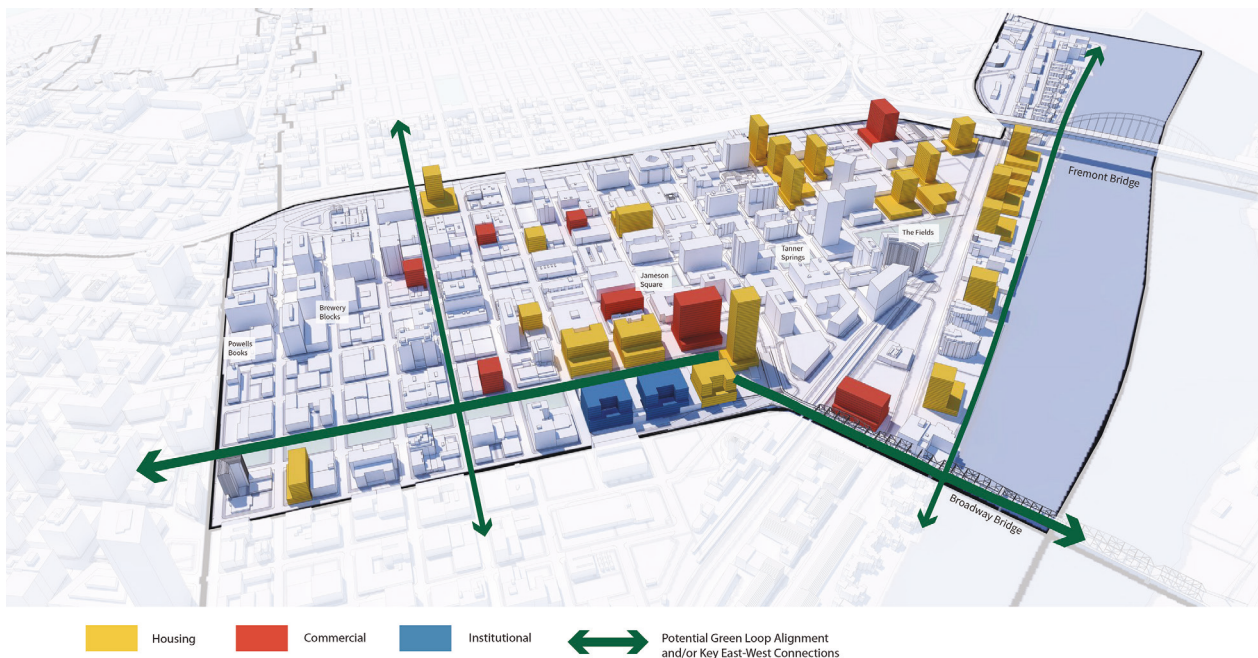 Fremont Bridge
The Fields
Tanner
Springs
Jameson
Square
Brewery
Blocks
Powells
Books
Broadway Bridge
Housing
Commercial
Institutional
Potential Green Loop Alignment
and/or Key East-West Connections